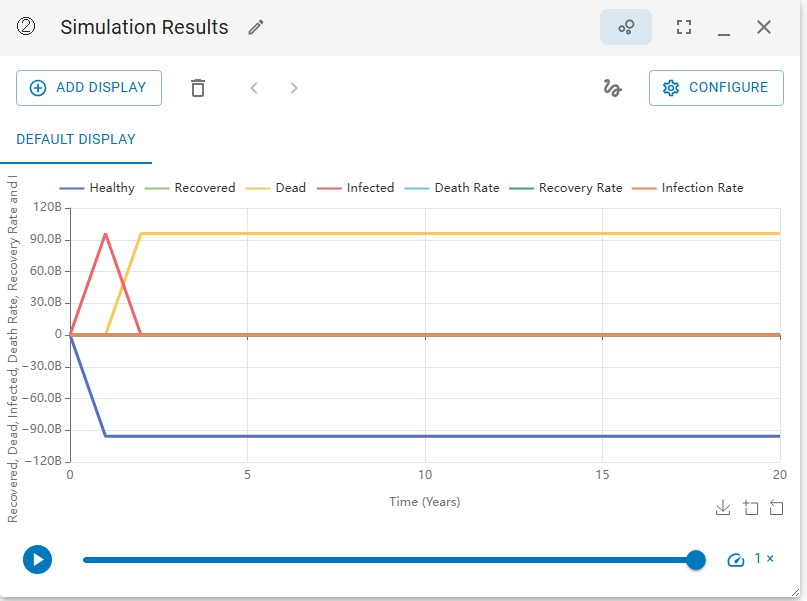 ② Simulation Results
ADD DISPLAY
CONFIGURE
DEFAULT DISPLAY
Healthy Recovered Dead Infected Death Rate Recovery Rate Infection Rate
Recovered, Dead, Infected, Death Rate, Recovery Rate and I
120B
90.0B
60.0B
30.0B
0
−30.0B
−60.0B
−90.0B
−120B
0 5 10 15 20
Time (Years)
1 ×